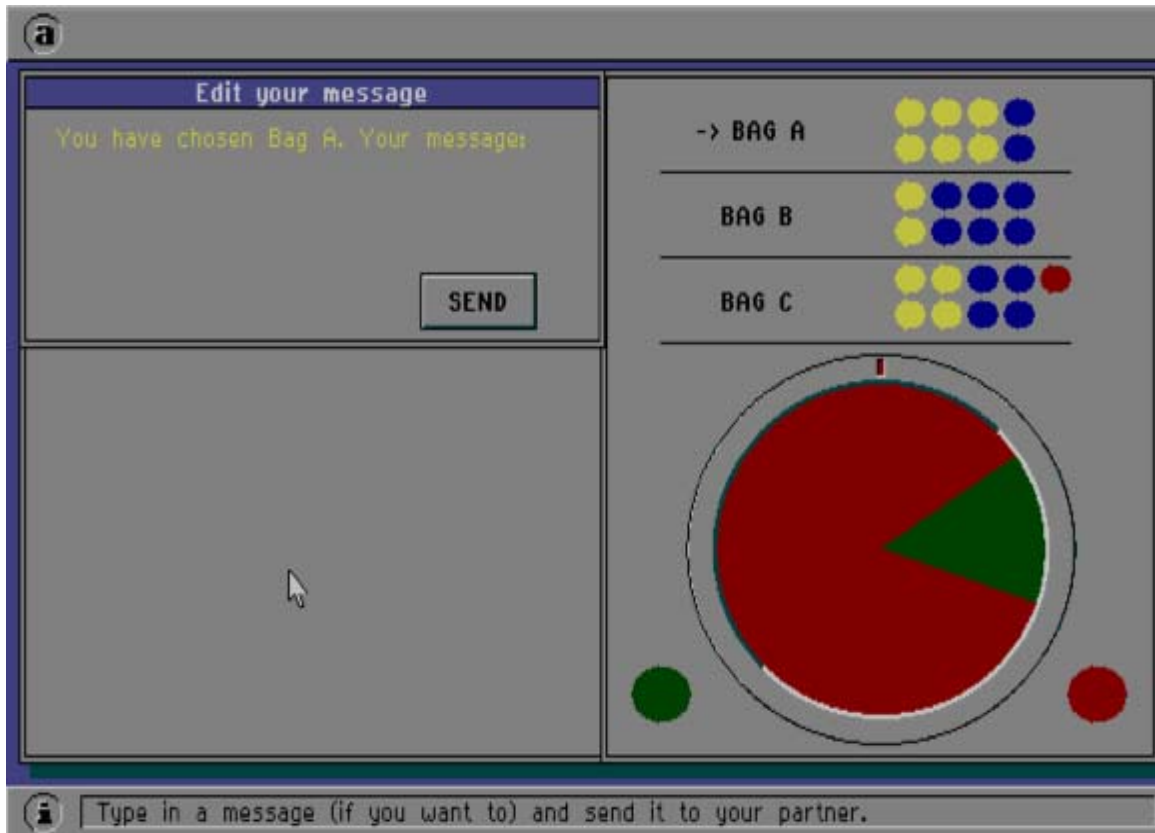 a
Edit your message
You have chosen Bag A. Your message:
SEND
-> BAG A
BAG B
BAG C
i Type in a message (if you want to) and send it to your partner.